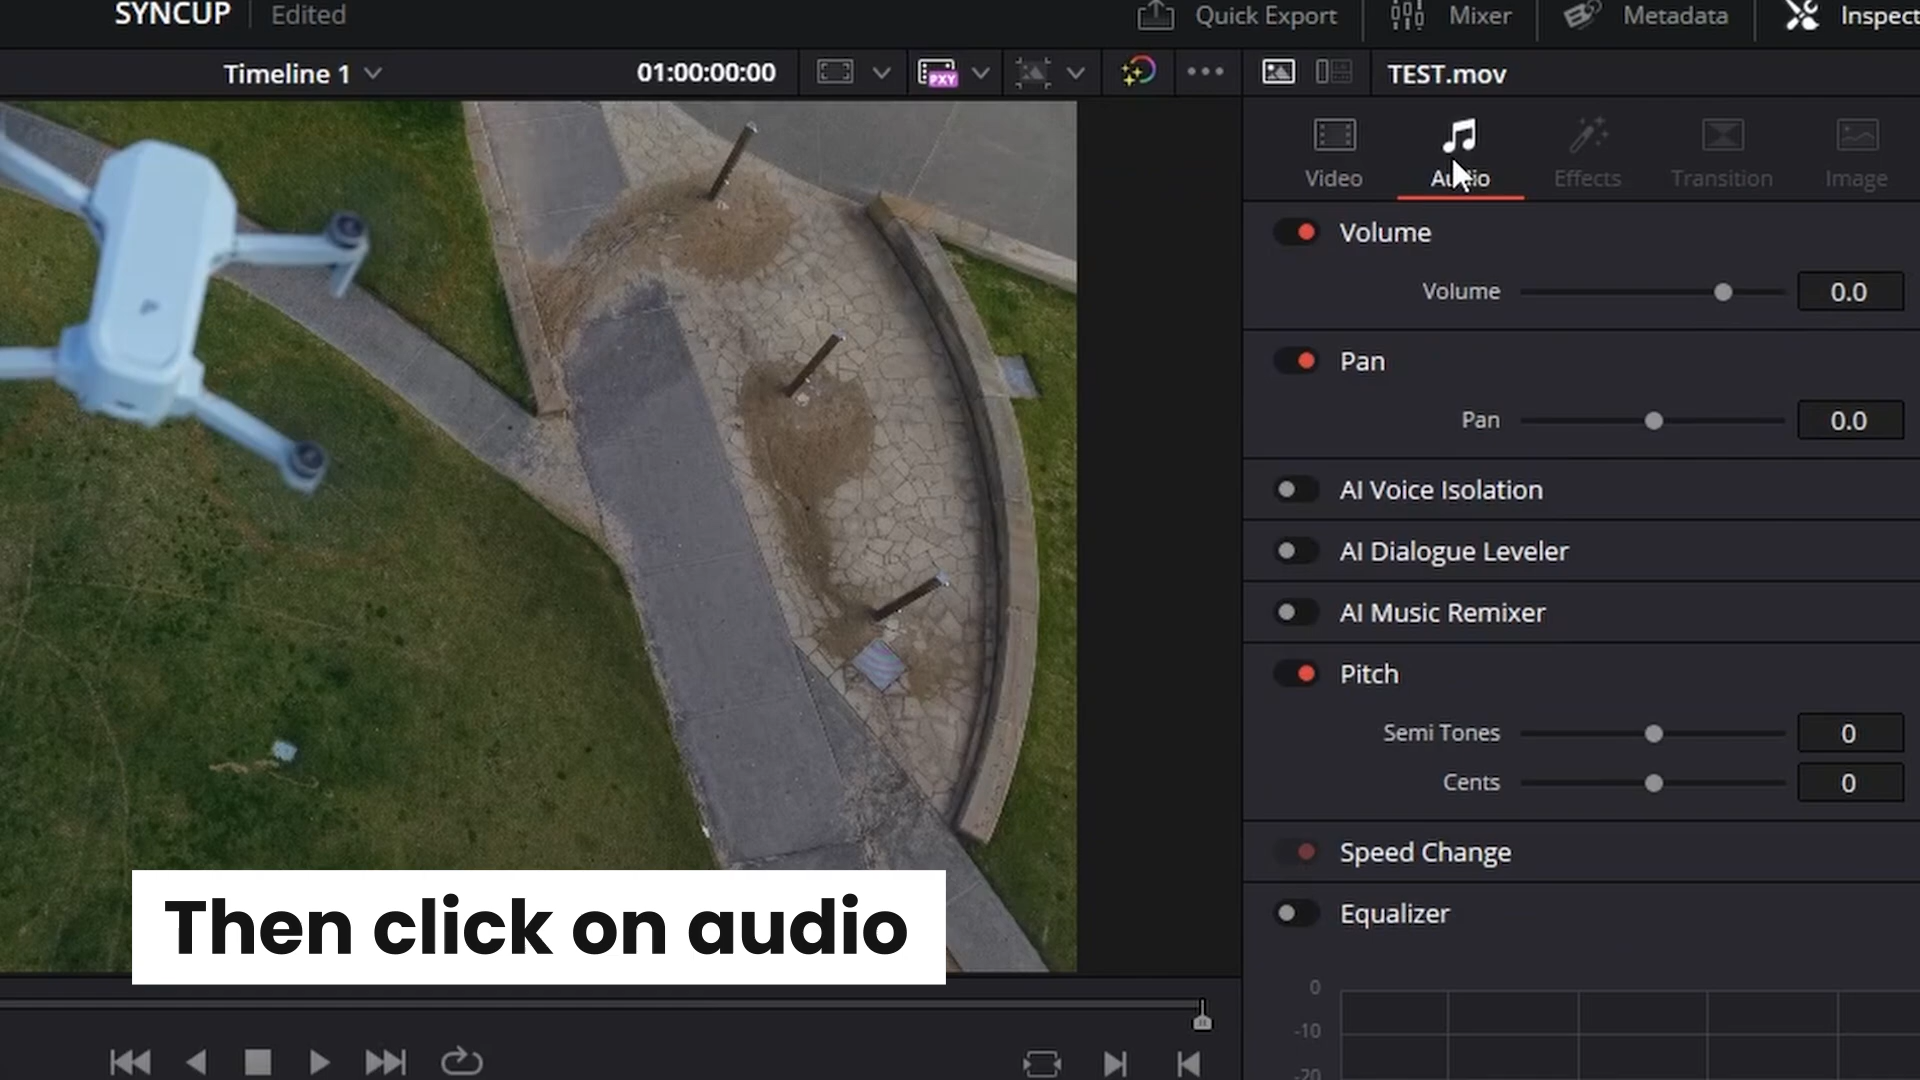 SYNCUP Edited
Quick Export Mixer Metadata Inspect
Timeline 1 01:00:00:00 PXY TEST.mov
Video Audio Effects Transition Image
Volume
Volume 0.0
Pan
Pan 0.0
AI Voice Isolation
AI Dialogue Leveler
AI Music Remixer
Pitch
Semi Tones 0
Cents 0
Speed Change
Equalizer
0
-10
-20
Then click on audio